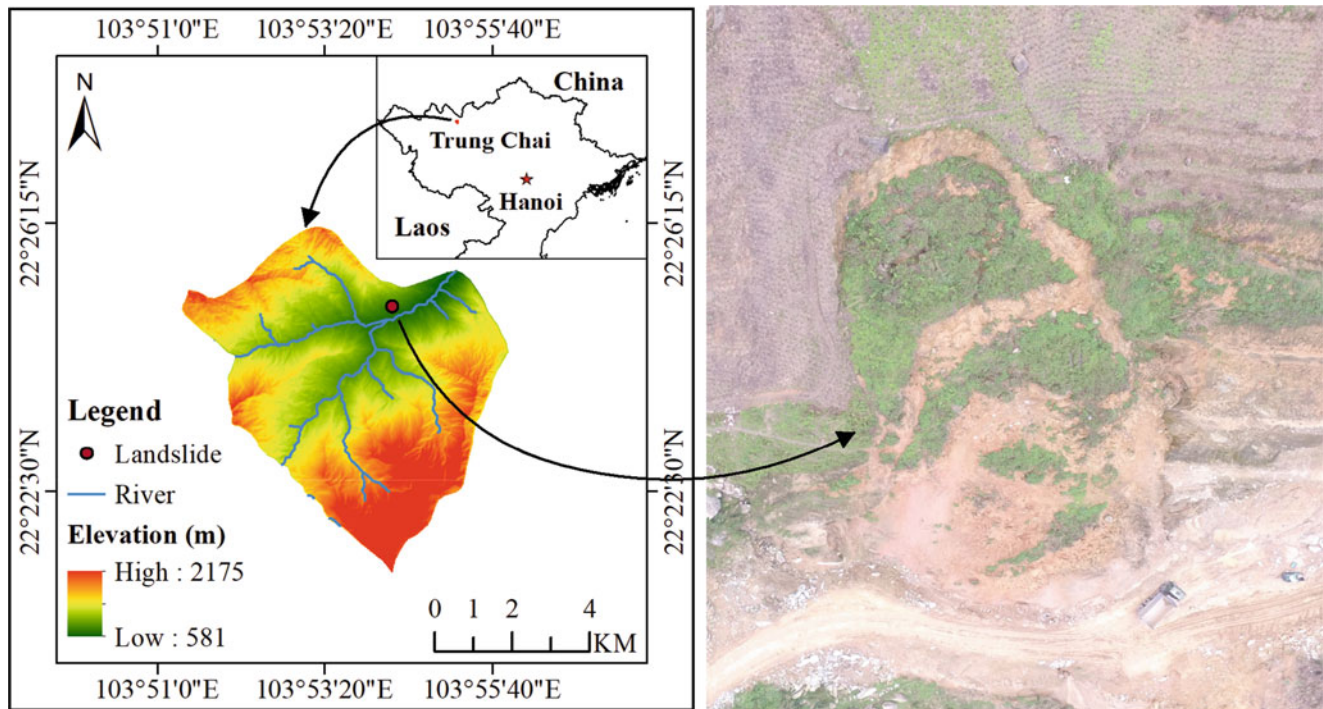 103°51'0"E 103°53'20"E 103°55'40"E
N
China
Trung Chai
Hanoi
Laos
22°26'15"N
22°26'15"N
22°22'30"N
22°22'30"N
Legend
Landslide
River
Elevation (m)
High : 2175
Low : 581
0 1 2 4
KM
103°51'0"E 103°53'20"E 103°55'40"E